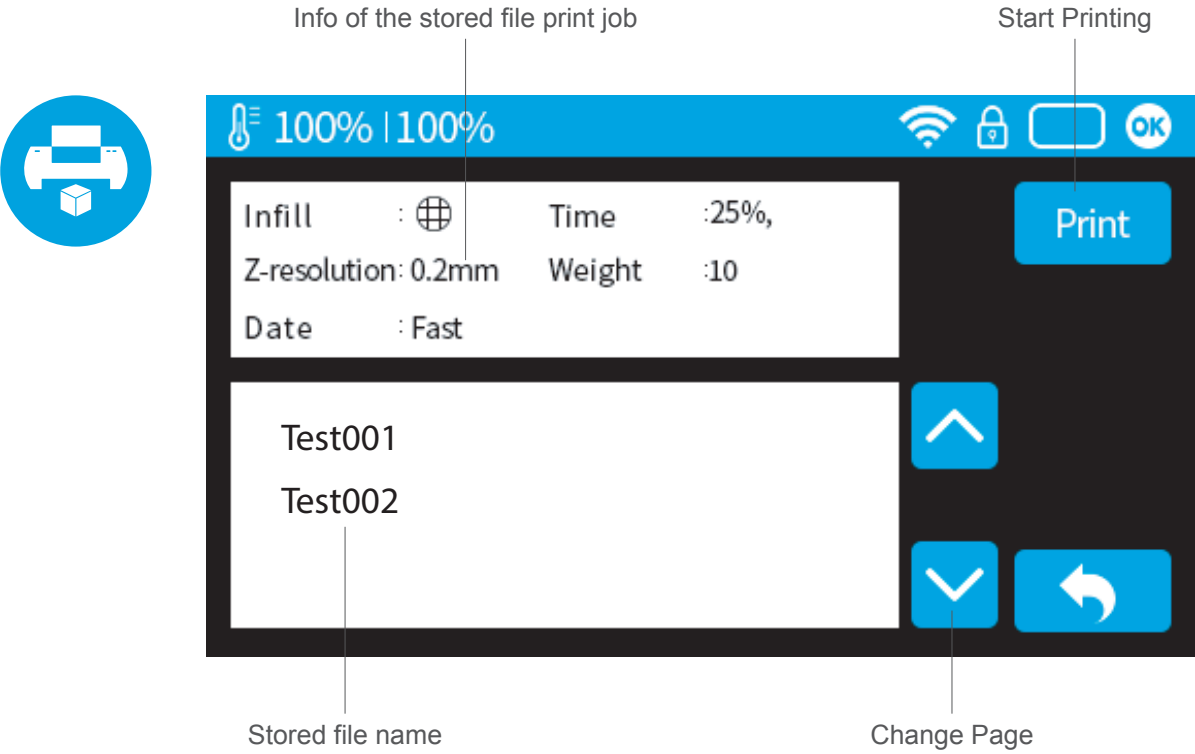 Info of the stored file print job
Start Printing
100% | 100%
OK
Infill : Time :25%,
Print
Z-resolution: 0.2mm Weight :10
Date : Fast
Test001
Test002
Stored file name
Change Page